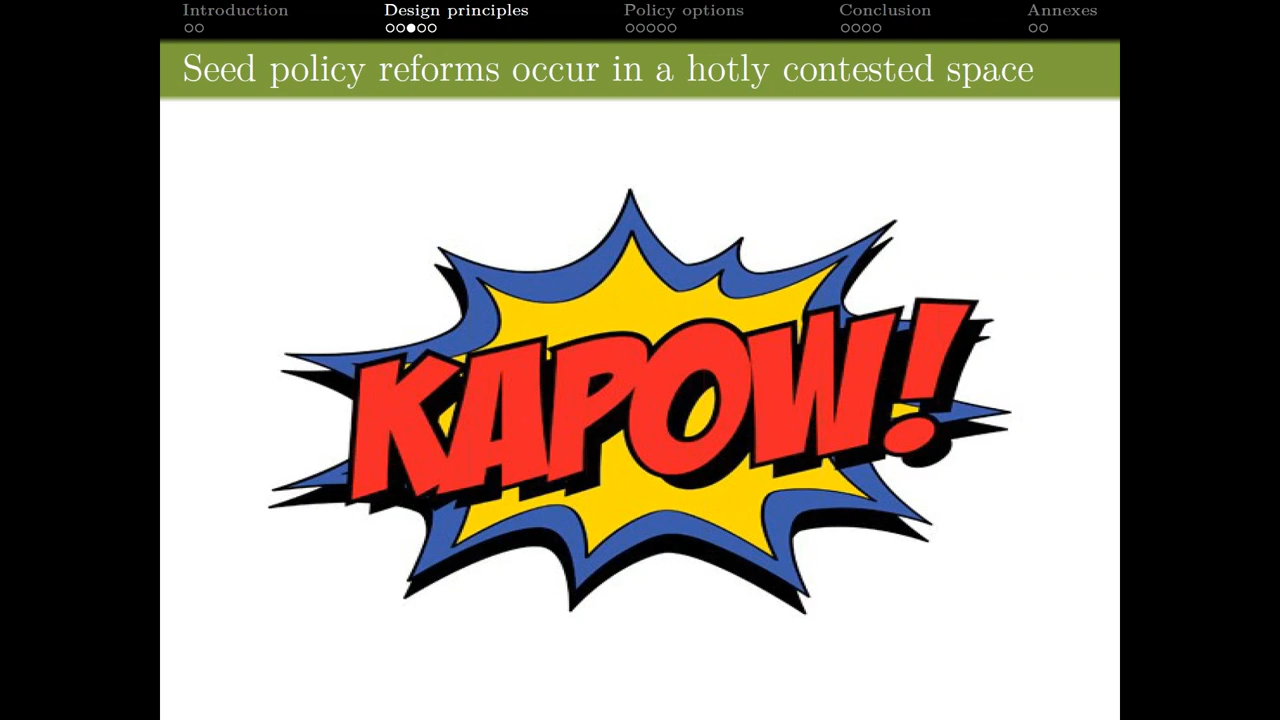 Introduction Design principles Policy options Conclusion Annexes
Seed policy reforms occur in a hotly contested space
KAPOW!